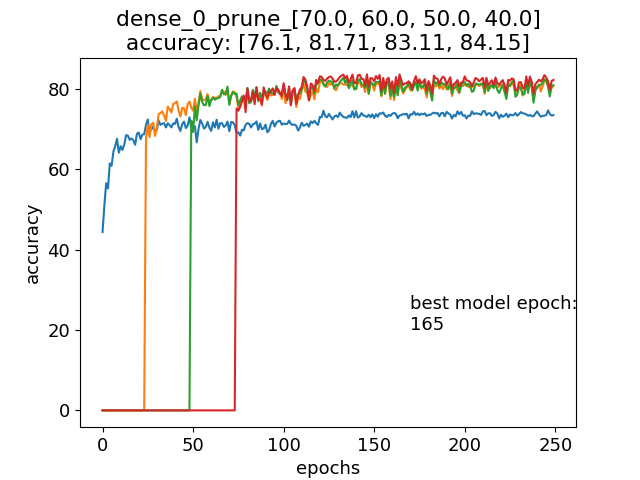 dense_0_prune_[70.0, 60.0, 50.0, 40.0]
accuracy: [76.1, 81.71, 83.11, 84.15]
80
60
40
20
0
accuracy
best model epoch:
165
0 50 100 150 200 250
epochs